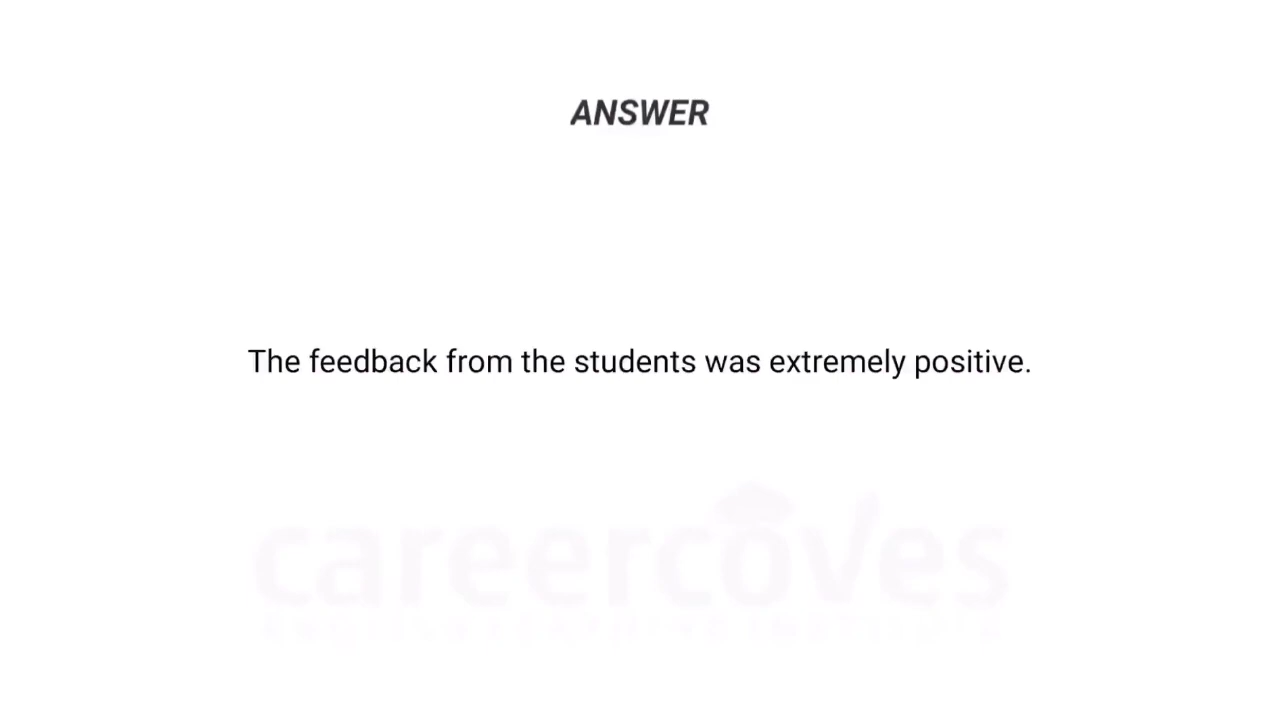 ANSWER
The feedback from the students was extremely positive.
careercoves